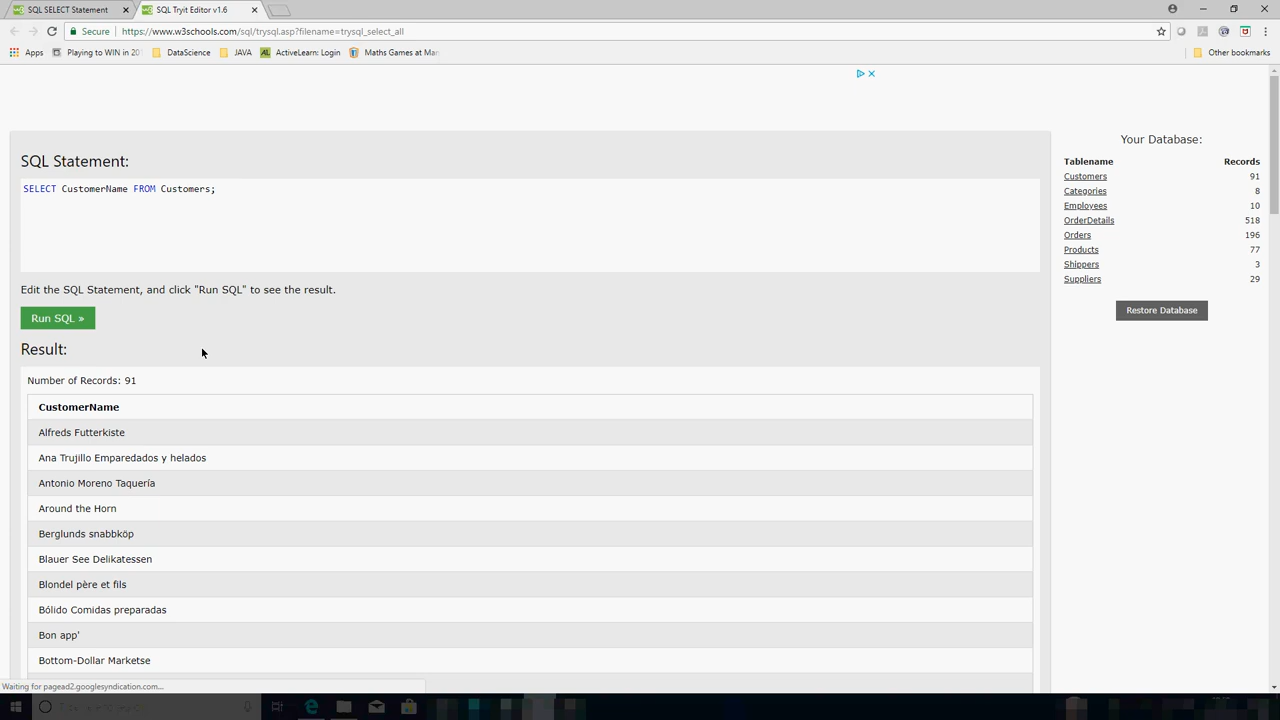 SQL SELECT Statement
SQL Tryit Editor v1.6
Secure
https://www.w3schools.com/sql/trysql.asp?filename=trysql_select_all
Apps
Playing to WIN in 20
DataScience
JAVA
ActiveLearn: Login
Maths Games at Mar
Other bookmarks
SQL Statement:
SELECT CustomerName FROM Customers;
Edit the SQL Statement, and click "Run SQL" to see the result.
Run SQL »
Result:
Number of Records: 91
CustomerName
Alfreds Futterkiste
Ana Trujillo Emparedados y helados
Antonio Moreno Taquería
Around the Horn
Berglunds snabbköp
Blauer See Delikatessen
Blondel père et fils
Bólido Comidas preparadas
Bon app'
Bottom-Dollar Marketse
Your Database:
Tablename Records
Customers 91
Categories 8
Employees 10
OrderDetails 518
Orders 196
Products 77
Shippers 3
Suppliers 29
Restore Database
Waiting for pagead2.googlesyndication.com...